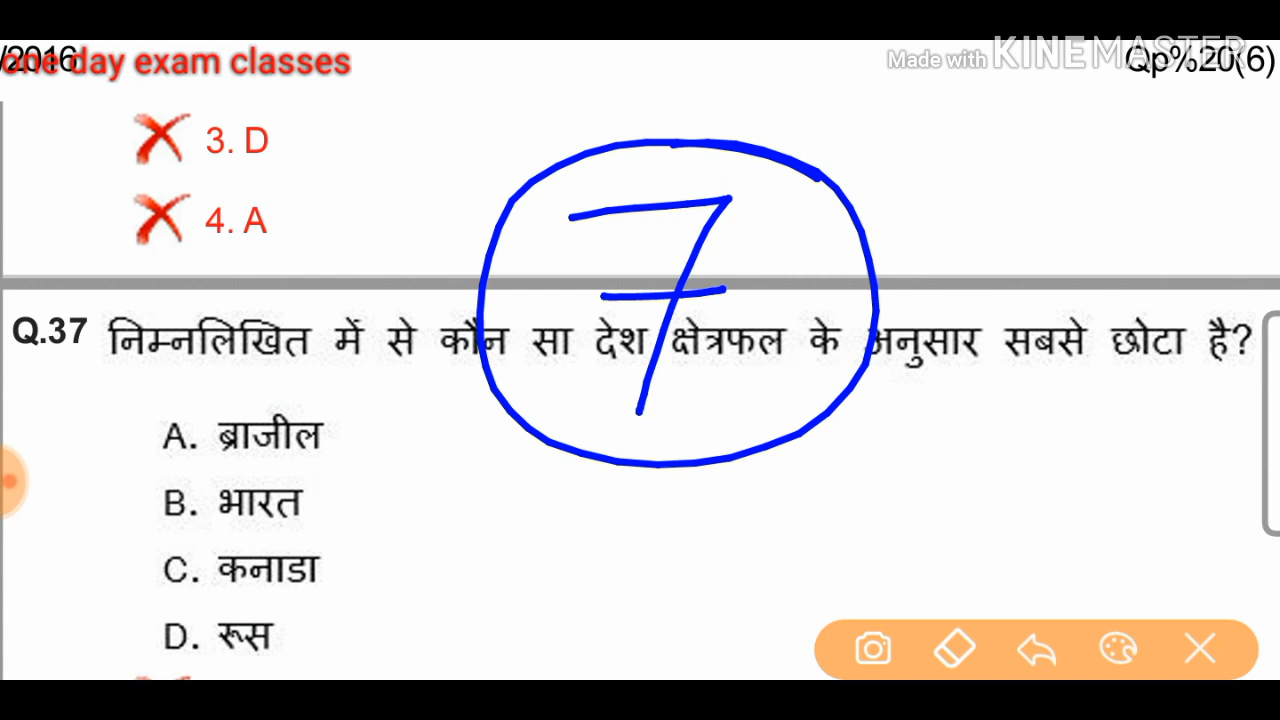 /2016
one day exam classes
Made with KINEMASTER
Qp%20(6)
3. D
4. A
7
Q.37 निम्नलिखित में से कौन सा देश क्षेत्रफल के अनुसार सबसे छोटा है?
A. ब्राजील
B. भारत
C. कनाडा
D. रूस